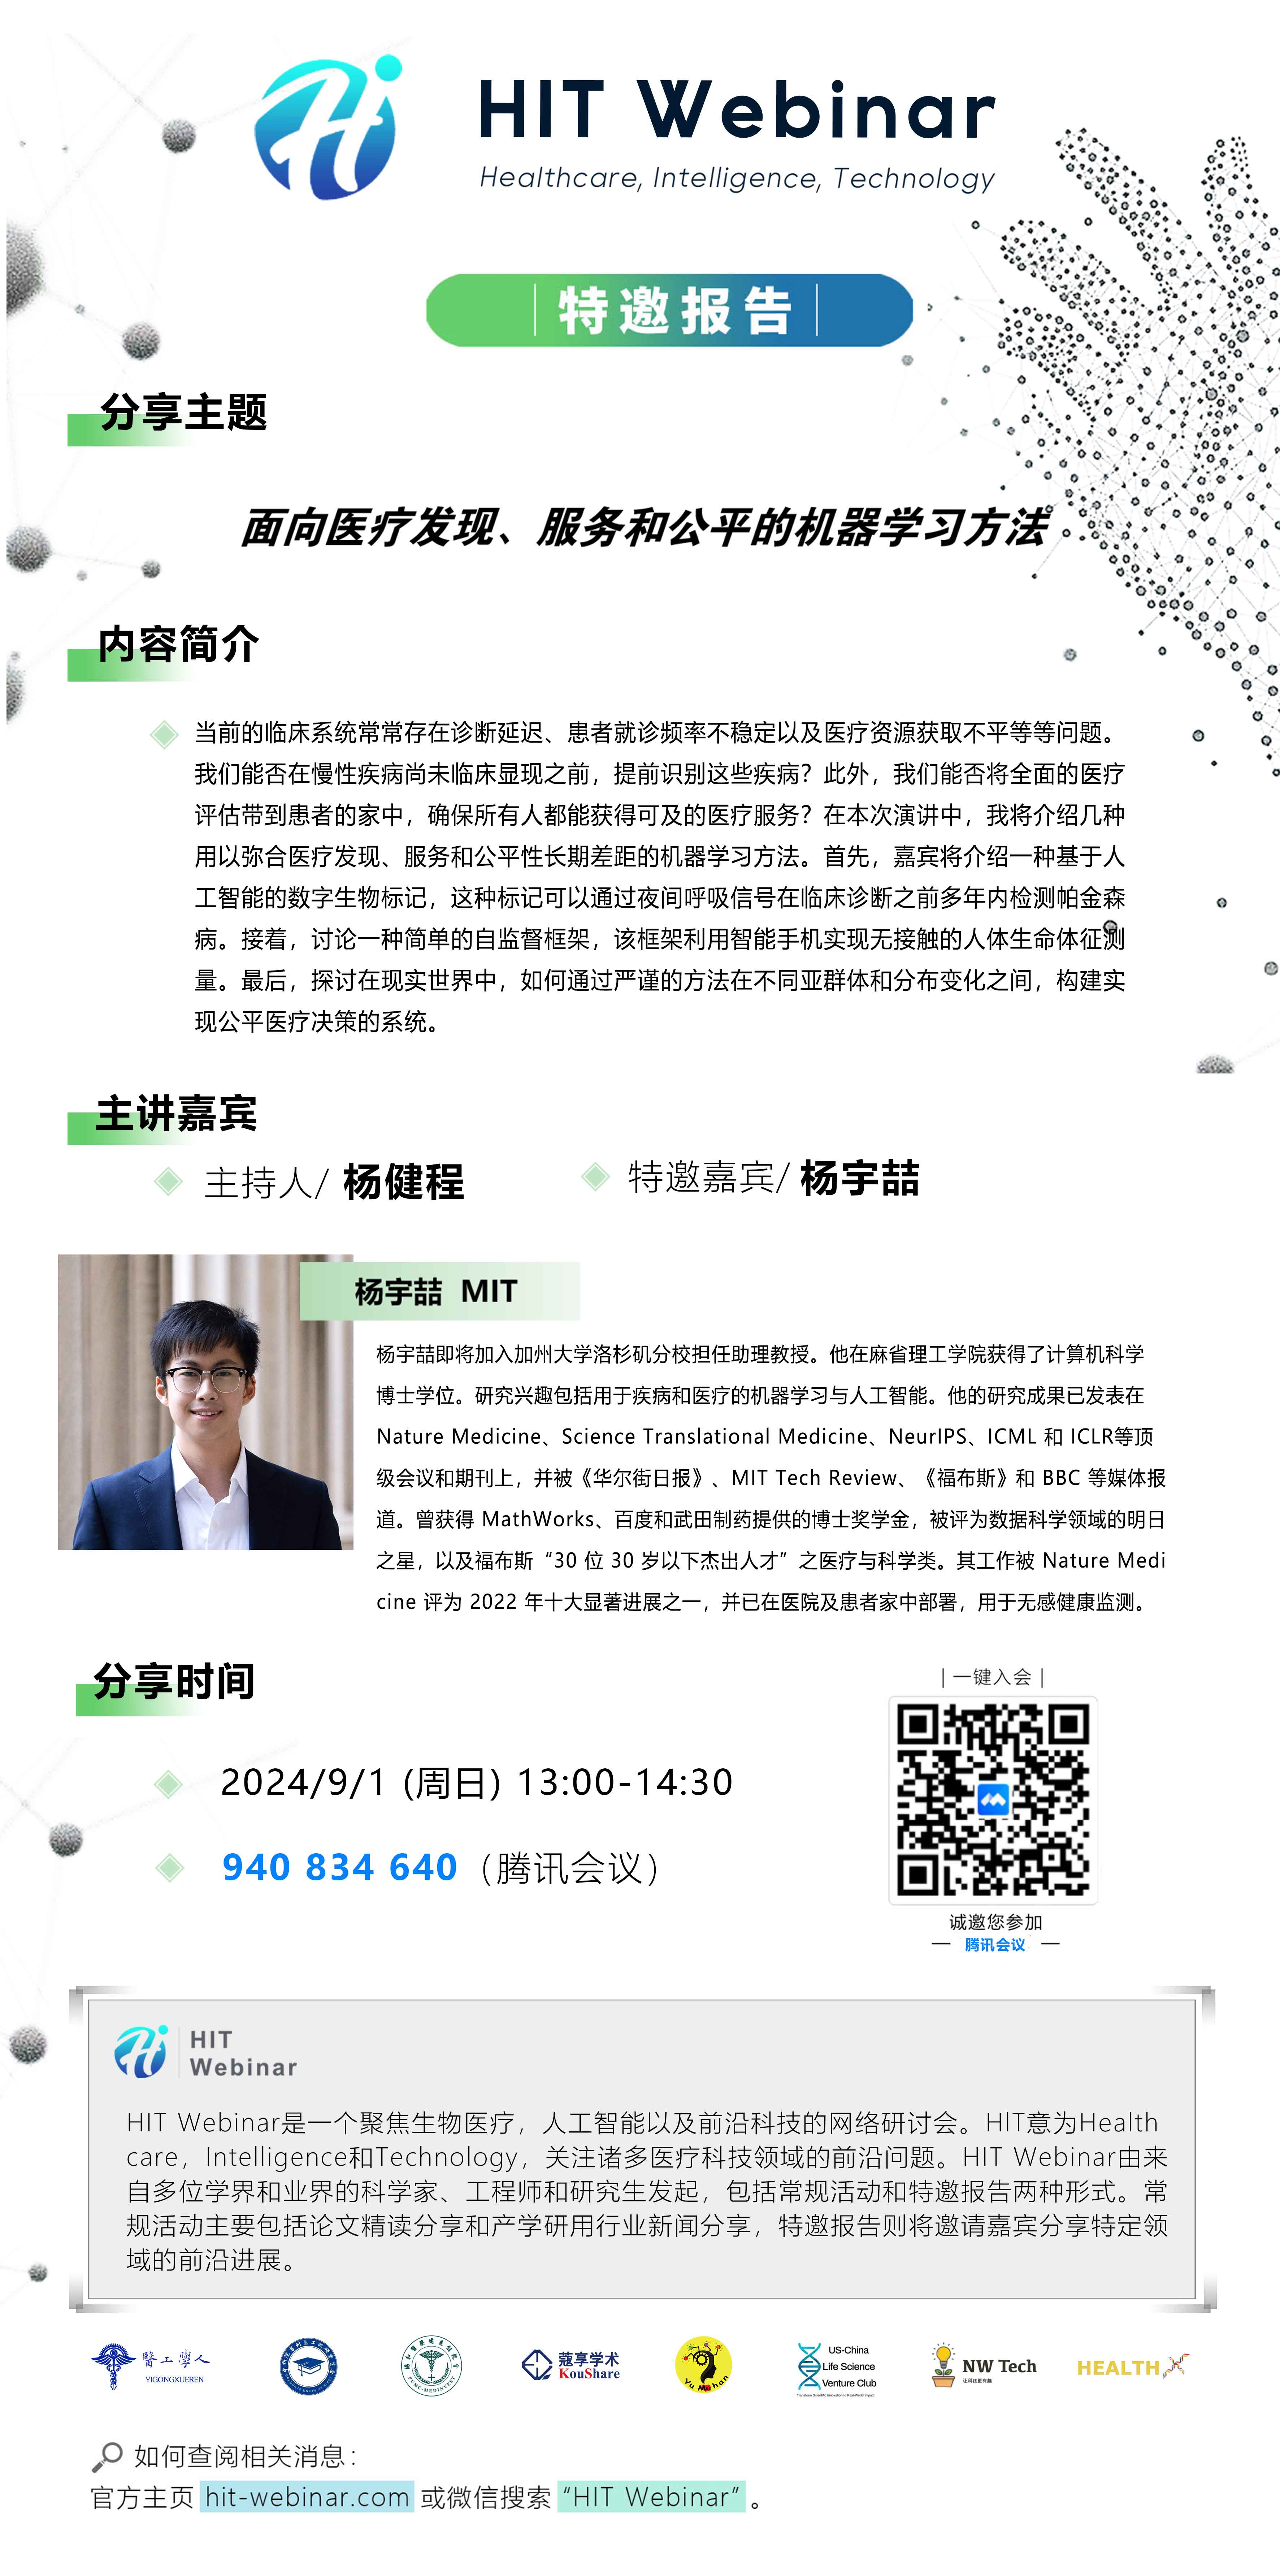 HIT Webinar
Healthcare, Intelligence, Technology
特邀报告
分享主题
面向医疗发现、服务和公平的机器学习方法
内容简介
当前的临床系统常常存在诊断延迟、患者就诊频率不稳定以及医疗资源获取不平等等问题。
我们能否在慢性疾病尚未临床显现之前，提前识别这些疾病？此外，我们能否将全面的医疗
评估带到患者的家中，确保所有人都能获得可及的医疗服务？在本次演讲中，我将介绍几种
用以弥合医疗发现、服务和公平性长期差距的机器学习方法。首先，嘉宾将介绍一种基于人
工智能的数字生物标记，这种标记可以通过夜间呼吸信号在临床诊断之前多年内检测帕金森
病。接着，讨论一种简单的自监督框架，该框架利用智能手机实现无接触的人体生命体征测
量。最后，探讨在现实世界中，如何通过严谨的方法在不同亚群体和分布变化之间，构建实
现公平医疗决策的系统。
主讲嘉宾
主持人/ 杨健程
特邀嘉宾/ 杨宇喆
杨宇喆 MIT
杨宇喆即将加入加州大学洛杉矶分校担任助理教授。他在麻省理工学院获得了计算机科学
博士学位。研究兴趣包括用于疾病和医疗的机器学习与人工智能。他的研究成果已发表在
Nature Medicine、Science Translational Medicine、NeurIPS、ICML 和 ICLR等顶
级会议和期刊上，并被《华尔街日报》、MIT Tech Review、《福布斯》和 BBC 等媒体报
道。曾获得 MathWorks、百度和武田制药提供的博士奖学金，被评为数据科学领域的明日
之星，以及福布斯“30 位 30 岁以下杰出人才”之医疗与科学类。其工作被 Nature Medi
cine 评为 2022 年十大显著进展之一，并已在医院及患者家中部署，用于无感健康监测。
分享时间
2024/9/1 (周日) 13:00-14:30
940 834 640（腾讯会议）
| 一键入会 |
诚邀您参加
腾讯会议
HIT
Webinar
HIT Webinar是一个聚焦生物医疗，人工智能以及前沿科技的网络研讨会。HIT意为Health
care，Intelligence和Technology，关注诸多医疗科技领域的前沿问题。HIT Webinar由来
自多位学界和业界的科学家、工程师和研究生发起，包括常规活动和特邀报告两种形式。常
规活动主要包括论文精读分享和产学研用行业新闻分享，特邀报告则将邀请嘉宾分享特定领
域的前沿进展。
醫工學人
YIGONGXUEREN
蔻享学术
KouShare
Yu Mu han
US-China
Life Science
Venture Club
NW Tech
让科技更有趣
HEALTH X
如何查阅相关消息：
官方主页 hit-webinar.com 或微信搜索 “HIT Webinar” 。